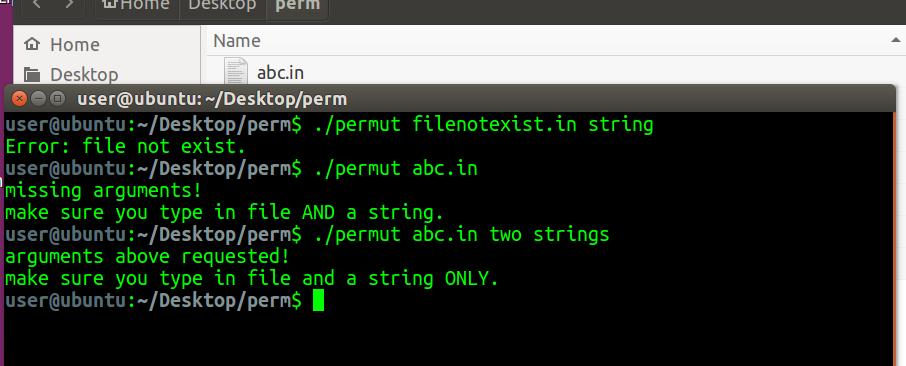 Home Desktop perm
Home
Name
Desktop
abc.in
user@ubuntu: ~/Desktop/perm
user@ubuntu:~/Desktop/perm$ ./permut filenotexist.in string
Error: file not exist.
user@ubuntu:~/Desktop/perm$ ./permut abc.in
missing arguments!
make sure you type in file AND a string.
user@ubuntu:~/Desktop/perm$ ./permut abc.in two strings
arguments above requested!
make sure you type in file and a string ONLY.
user@ubuntu:~/Desktop/perm$